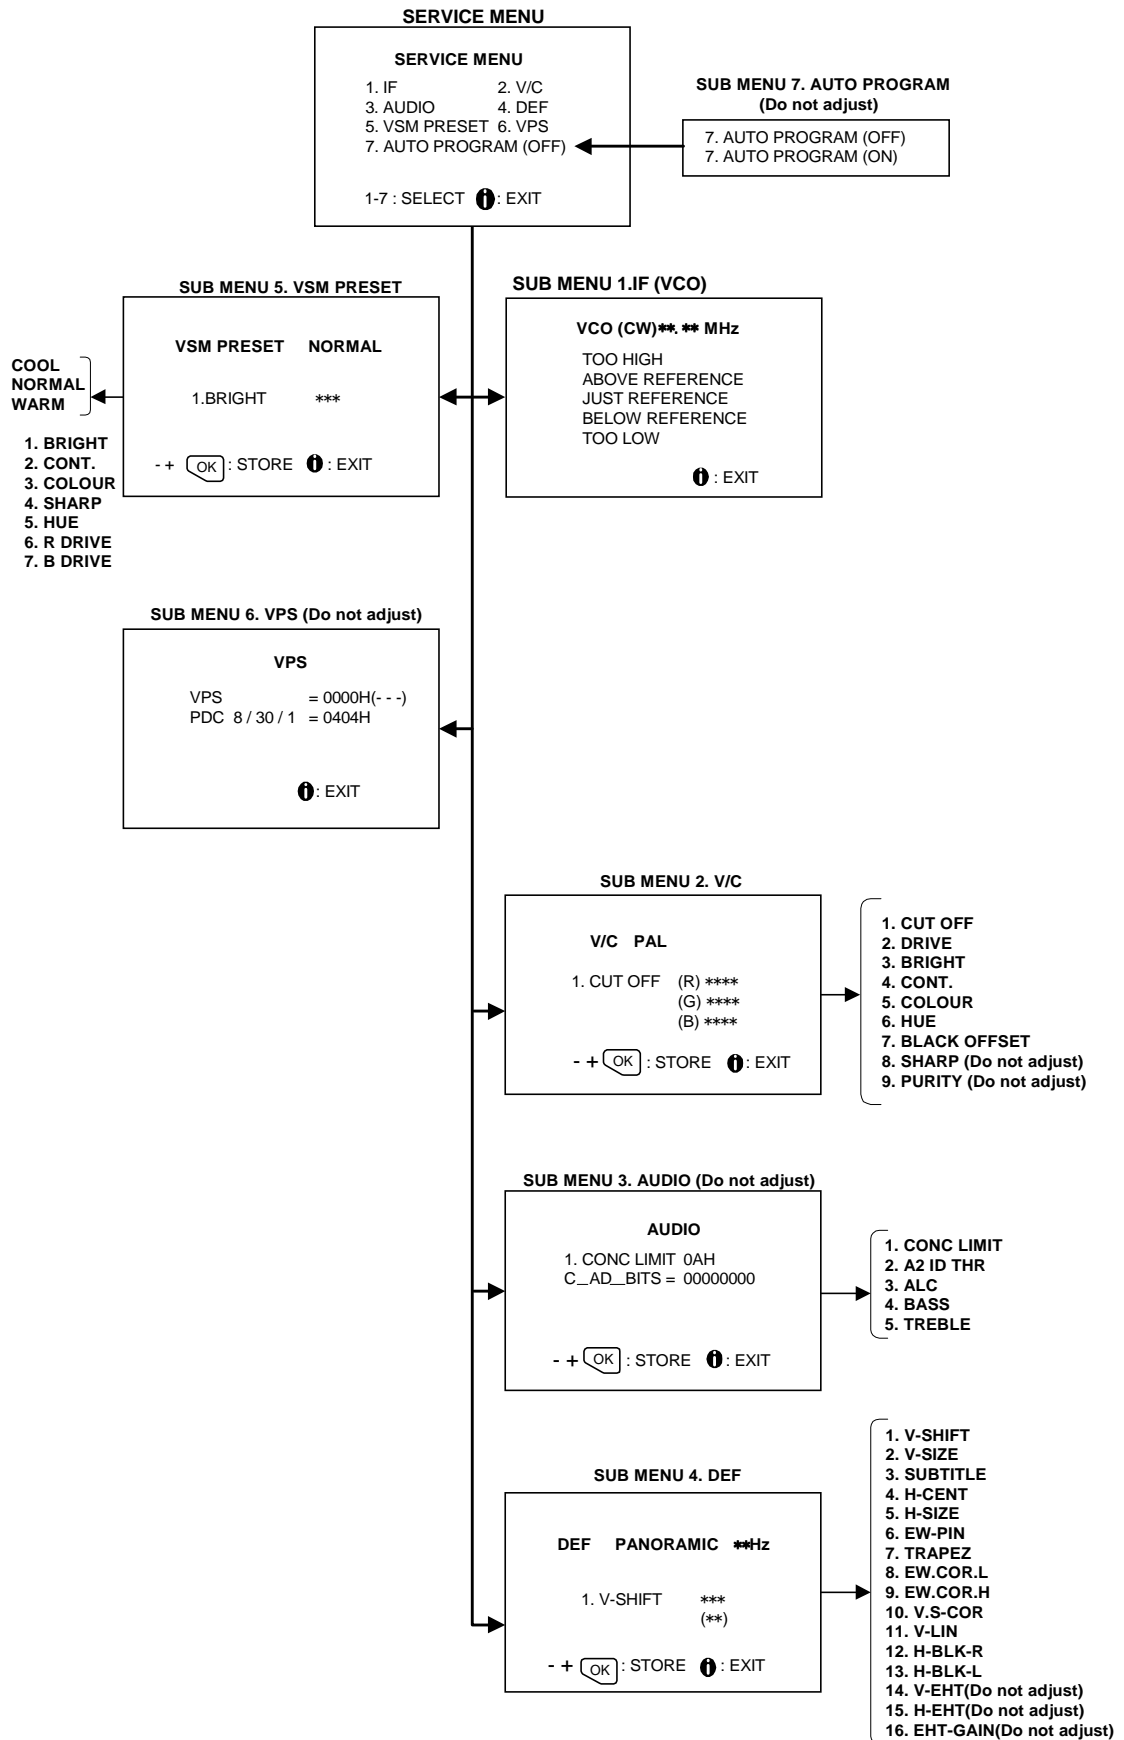 SERVICE MENU
SERVICE MENU
1. IF 2. V/C
3. AUDIO 4. DEF
5. VSM PRESET 6. VPS
7. AUTO PROGRAM (OFF)
1-7 : SELECT i : EXIT
SUB MENU 7. AUTO PROGRAM
(Do not adjust)
7. AUTO PROGRAM (OFF)
7. AUTO PROGRAM (ON)
SUB MENU 5. VSM PRESET
VSM PRESET NORMAL
1.BRIGHT ***
- + OK : STORE i : EXIT
COOL
NORMAL
WARM
1. BRIGHT
2. CONT.
3. COLOUR
4. SHARP
5. HUE
6. R DRIVE
7. B DRIVE
SUB MENU 1.IF (VCO)
VCO (CW)**.** MHz
TOO HIGH
ABOVE REFERENCE
JUST REFERENCE
BELOW REFERENCE
TOO LOW
i : EXIT
SUB MENU 6. VPS (Do not adjust)
VPS
VPS = 0000H(- - -)
PDC 8 / 30 / 1 = 0404H
i : EXIT
SUB MENU 2. V/C
V/C PAL
1. CUT OFF (R) ****
(G) ****
(B) ****
- + OK : STORE i : EXIT
1. CUT OFF
2. DRIVE
3. BRIGHT
4. CONT.
5. COLOUR
6. HUE
7. BLACK OFFSET
8. SHARP (Do not adjust)
9. PURITY (Do not adjust)
SUB MENU 3. AUDIO (Do not adjust)
AUDIO
1. CONC LIMIT 0AH
C_AD_BITS = 00000000
- + OK : STORE i : EXIT
1. CONC LIMIT
2. A2 ID THR
3. ALC
4. BASS
5. TREBLE
SUB MENU 4. DEF
DEF PANORAMIC **Hz
1. V-SHIFT ***
(**)
- + OK : STORE i : EXIT
1. V-SHIFT
2. V-SIZE
3. SUBTITLE
4. H-CENT
5. H-SIZE
6. EW-PIN
7. TRAPEZ
8. EW.COR.L
9. EW.COR.H
10. V.S-COR
11. V-LIN
12. H-BLK-R
13. H-BLK-L
14. V-EHT(Do not adjust)
15. H-EHT(Do not adjust)
16. EHT-GAIN(Do not adjust)